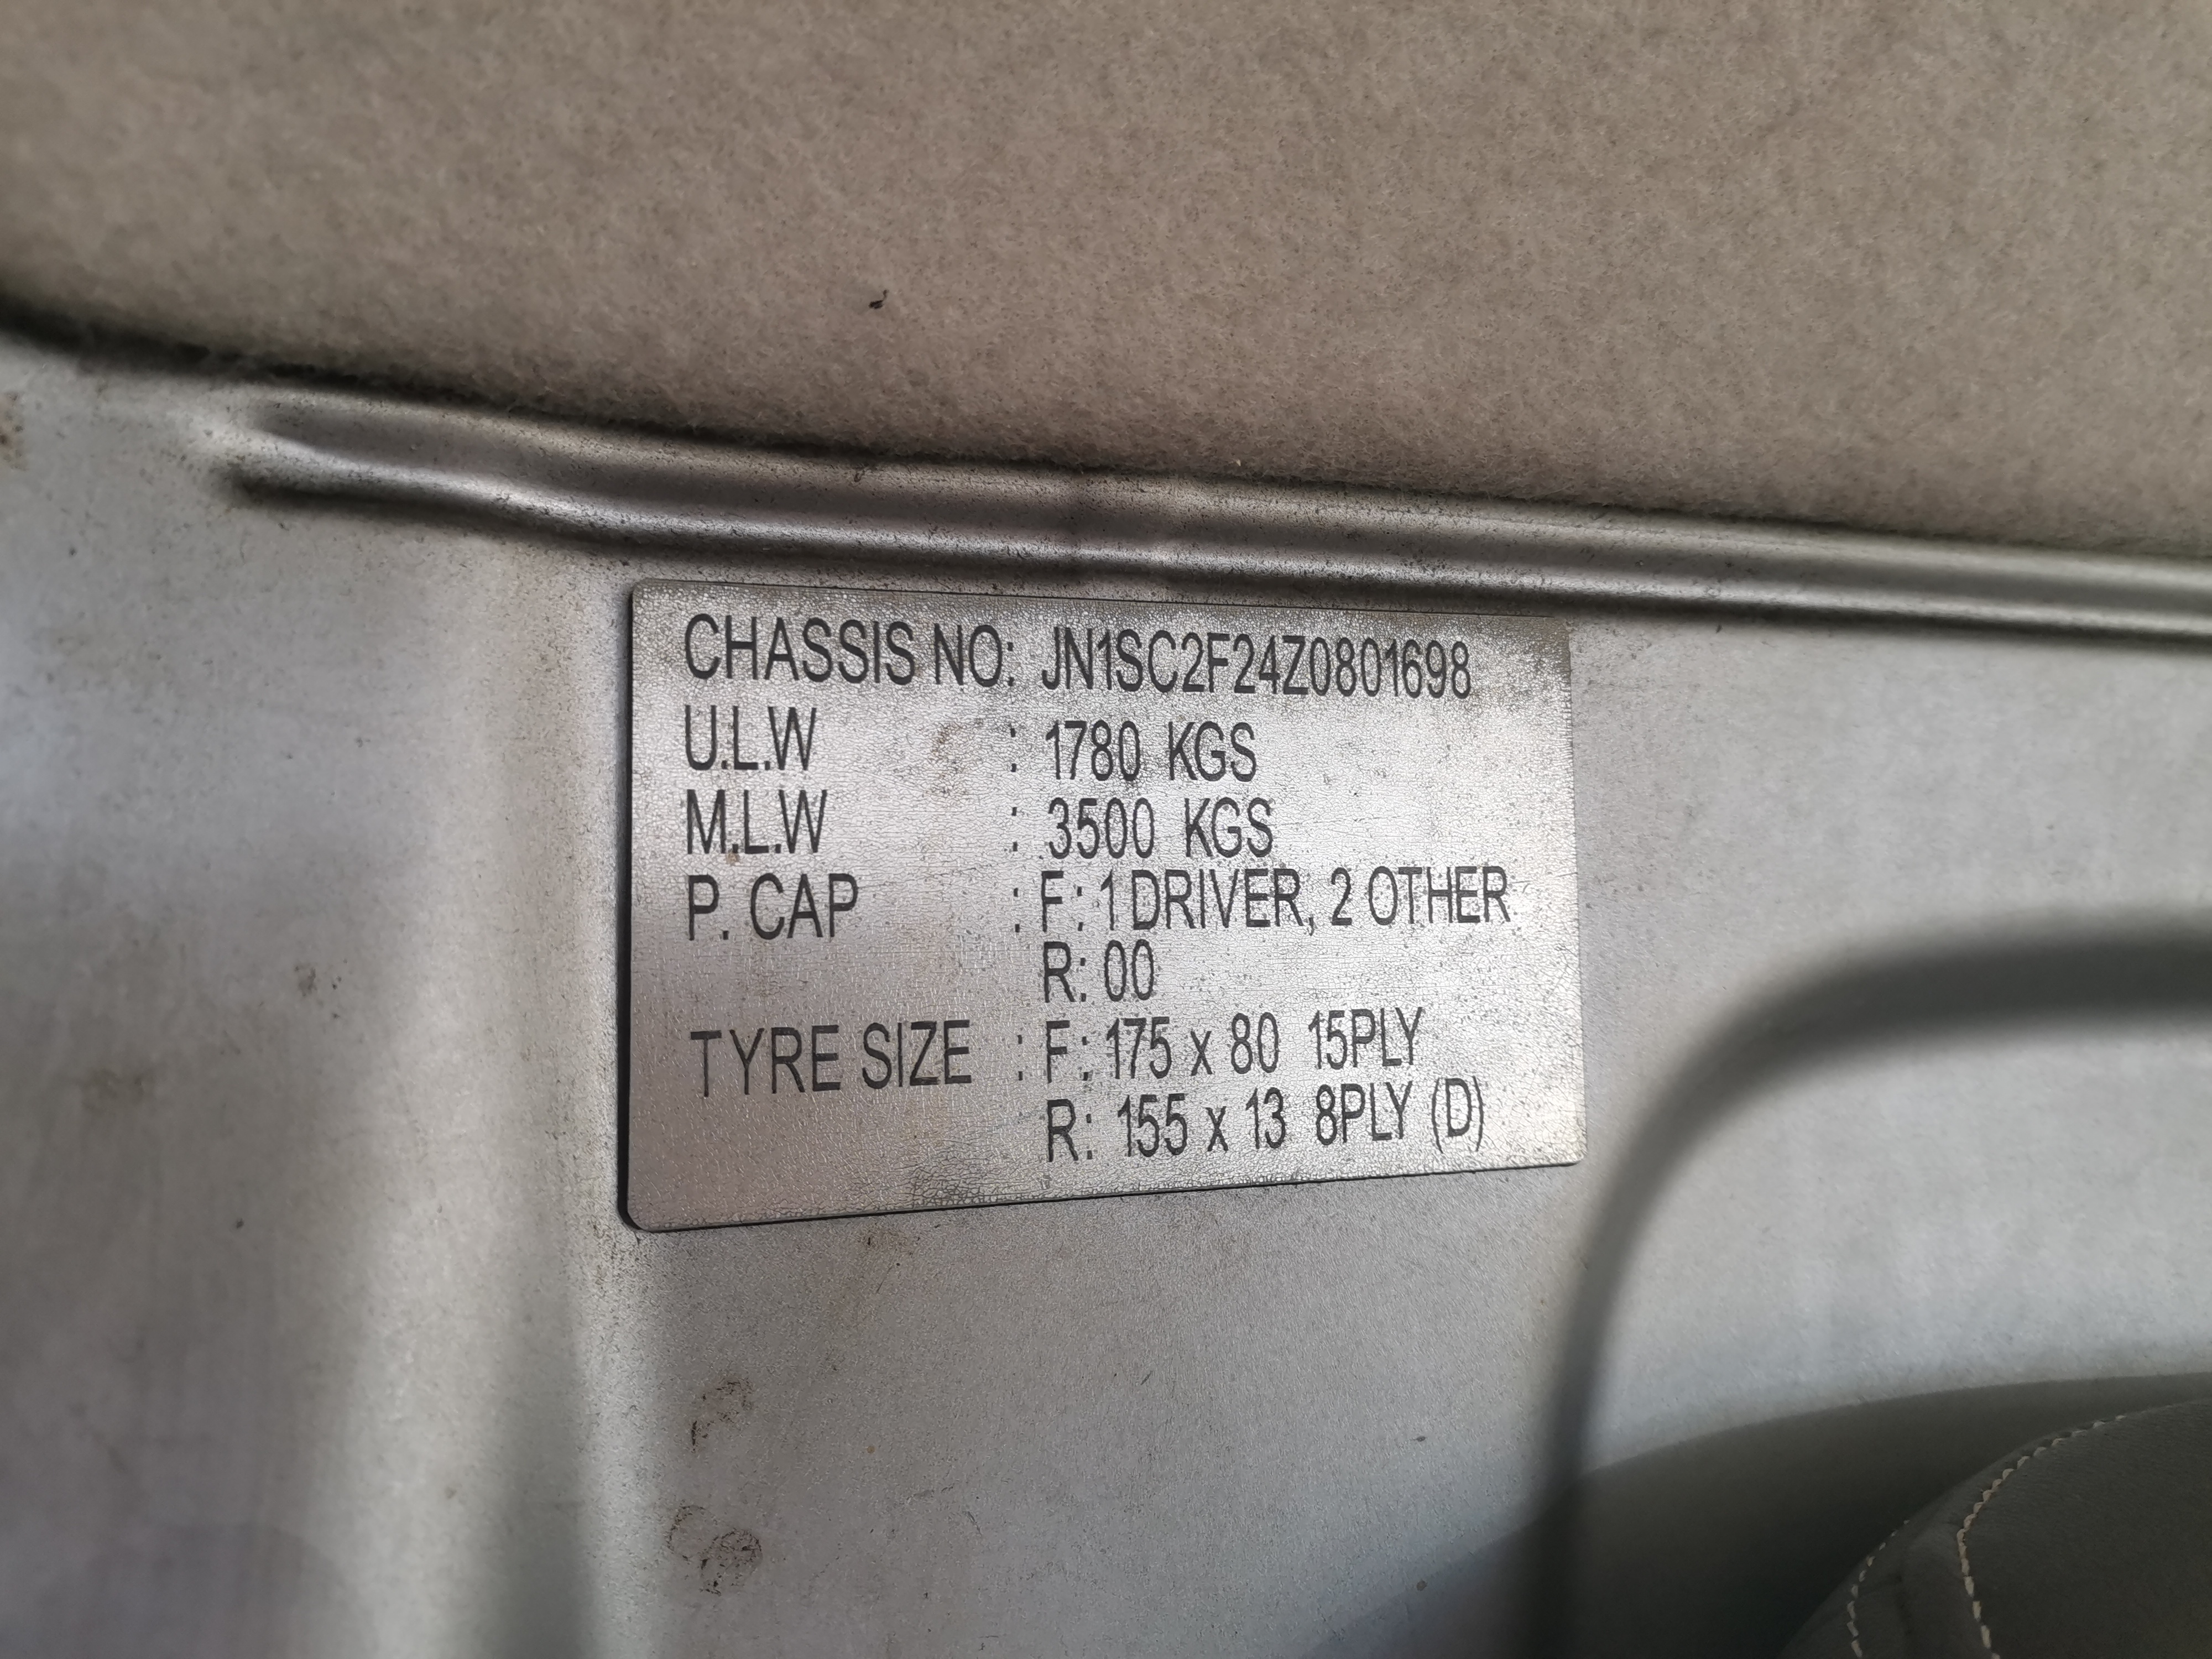 CHASSIS NO: JN1SC2F24Z0801698
U.L.W : 1780 KGS
M.L.W : 3500 KGS
P. CAP : F: 1 DRIVER, 2 OTHER
R: 00
TYRE SIZE : F: 175 x 80 15PLY
R: 155 x 13 8PLY (D)